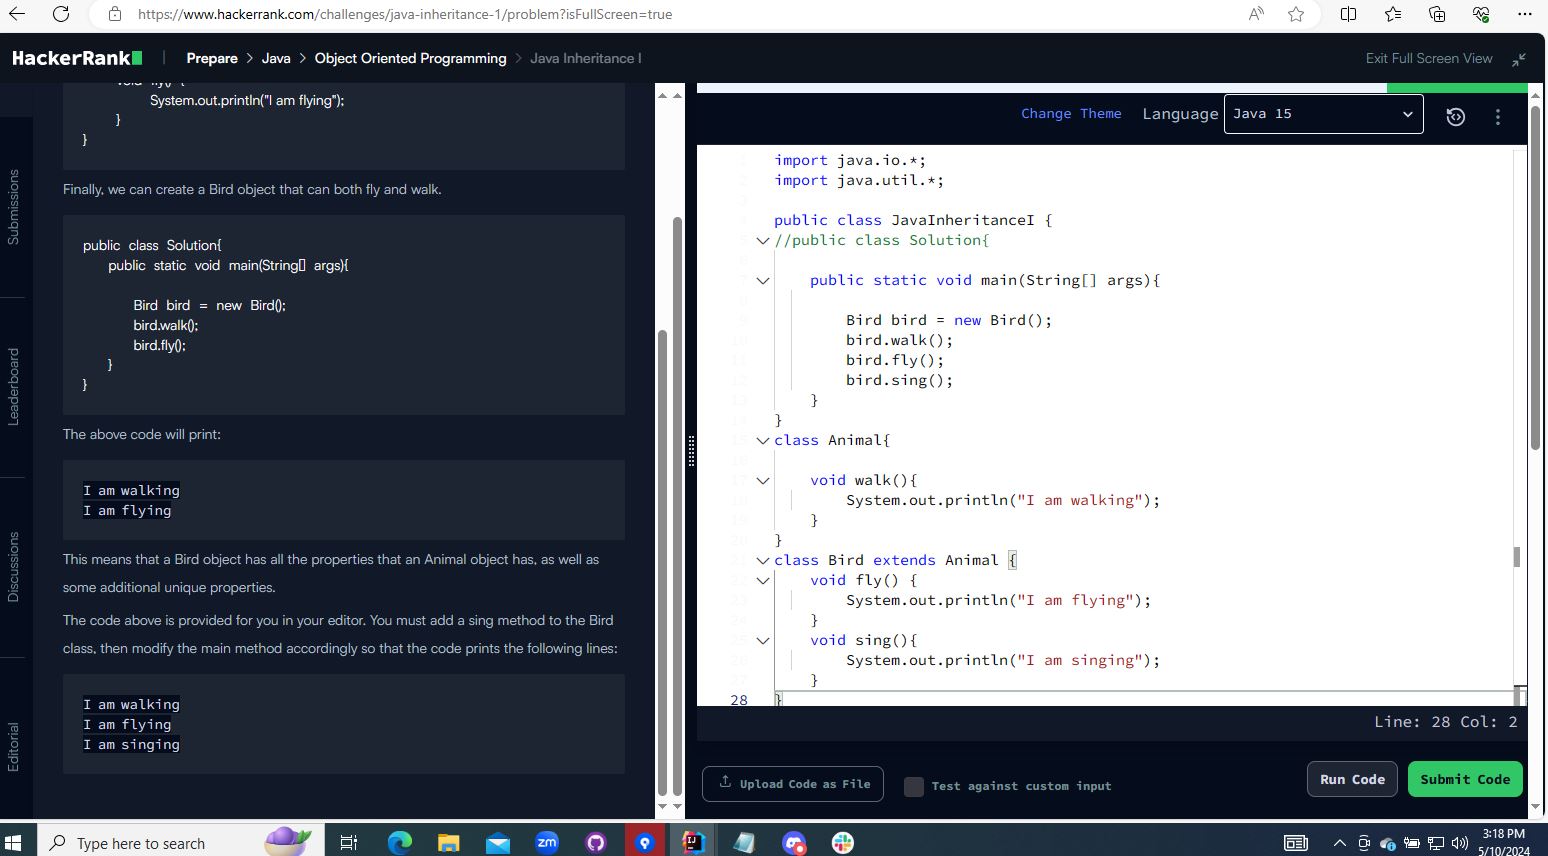 https://www.hackerrank.com/challenges/java-inheritance-1/problem?isFullScreen=true
HackerRank | Prepare > Java > Object Oriented Programming > Java Inheritance I
Exit Full Screen View
System.out.println("I am flying");
}
}
Finally, we can create a Bird object that can both fly and walk.
public class Solution{
public static void main(String[] args){
Bird bird = new Bird();
bird.walk();
bird.fly();
}
}
The above code will print:
I am walking
I am flying
This means that a Bird object has all the properties that an Animal object has, as well as
some additional unique properties.
The code above is provided for you in your editor. You must add a sing method to the Bird
class, then modify the main method accordingly so that the code prints the following lines:
I am walking
I am flying
I am singing
Submissions
Leaderboard
Discussions
Editorial
Change Theme Language Java 15
import java.io.*;
import java.util.*;
public class JavaInheritanceI {
//public class Solution{
public static void main(String[] args){
Bird bird = new Bird();
bird.walk();
bird.fly();
bird.sing();
}
}
class Animal{
void walk(){
System.out.println("I am walking");
}
}
class Bird extends Animal {
void fly() {
System.out.println("I am flying");
}
void sing(){
System.out.println("I am singing");
}
28 }
Line: 28 Col: 2
Upload Code as File
Test against custom input
Run Code
Submit Code
Type here to search
zm
IJ
3:18 PM
5/10/2024